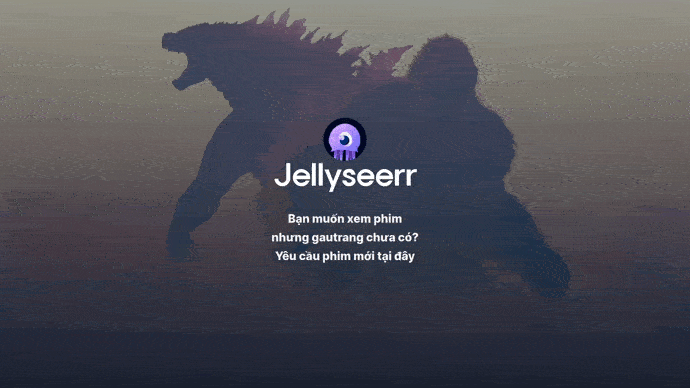 Jellyseerr
Bạn muốn xem phim
nhưng gautrang chưa có?
Yêu cầu phim mới tại đây